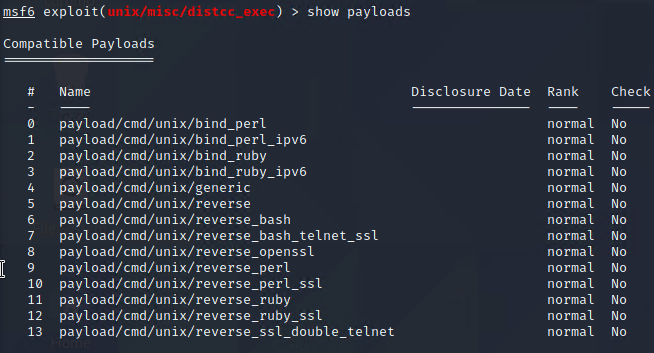 msf6 exploit(unix/misc/distcc_exec) > show payloads
Compatible Payloads
===================
# Name Disclosure Date Rank Check
- ---- --------------- ---- -----
0 payload/cmd/unix/bind_perl normal No
1 payload/cmd/unix/bind_perl_ipv6 normal No
2 payload/cmd/unix/bind_ruby normal No
3 payload/cmd/unix/bind_ruby_ipv6 normal No
4 payload/cmd/unix/generic normal No
5 payload/cmd/unix/reverse normal No
6 payload/cmd/unix/reverse_bash normal No
7 payload/cmd/unix/reverse_bash_telnet_ssl normal No
8 payload/cmd/unix/reverse_openssl normal No
9 payload/cmd/unix/reverse_perl normal No
10 payload/cmd/unix/reverse_perl_ssl normal No
11 payload/cmd/unix/reverse_ruby normal No
12 payload/cmd/unix/reverse_ruby_ssl normal No
13 payload/cmd/unix/reverse_ssl_double_telnet normal No
Home